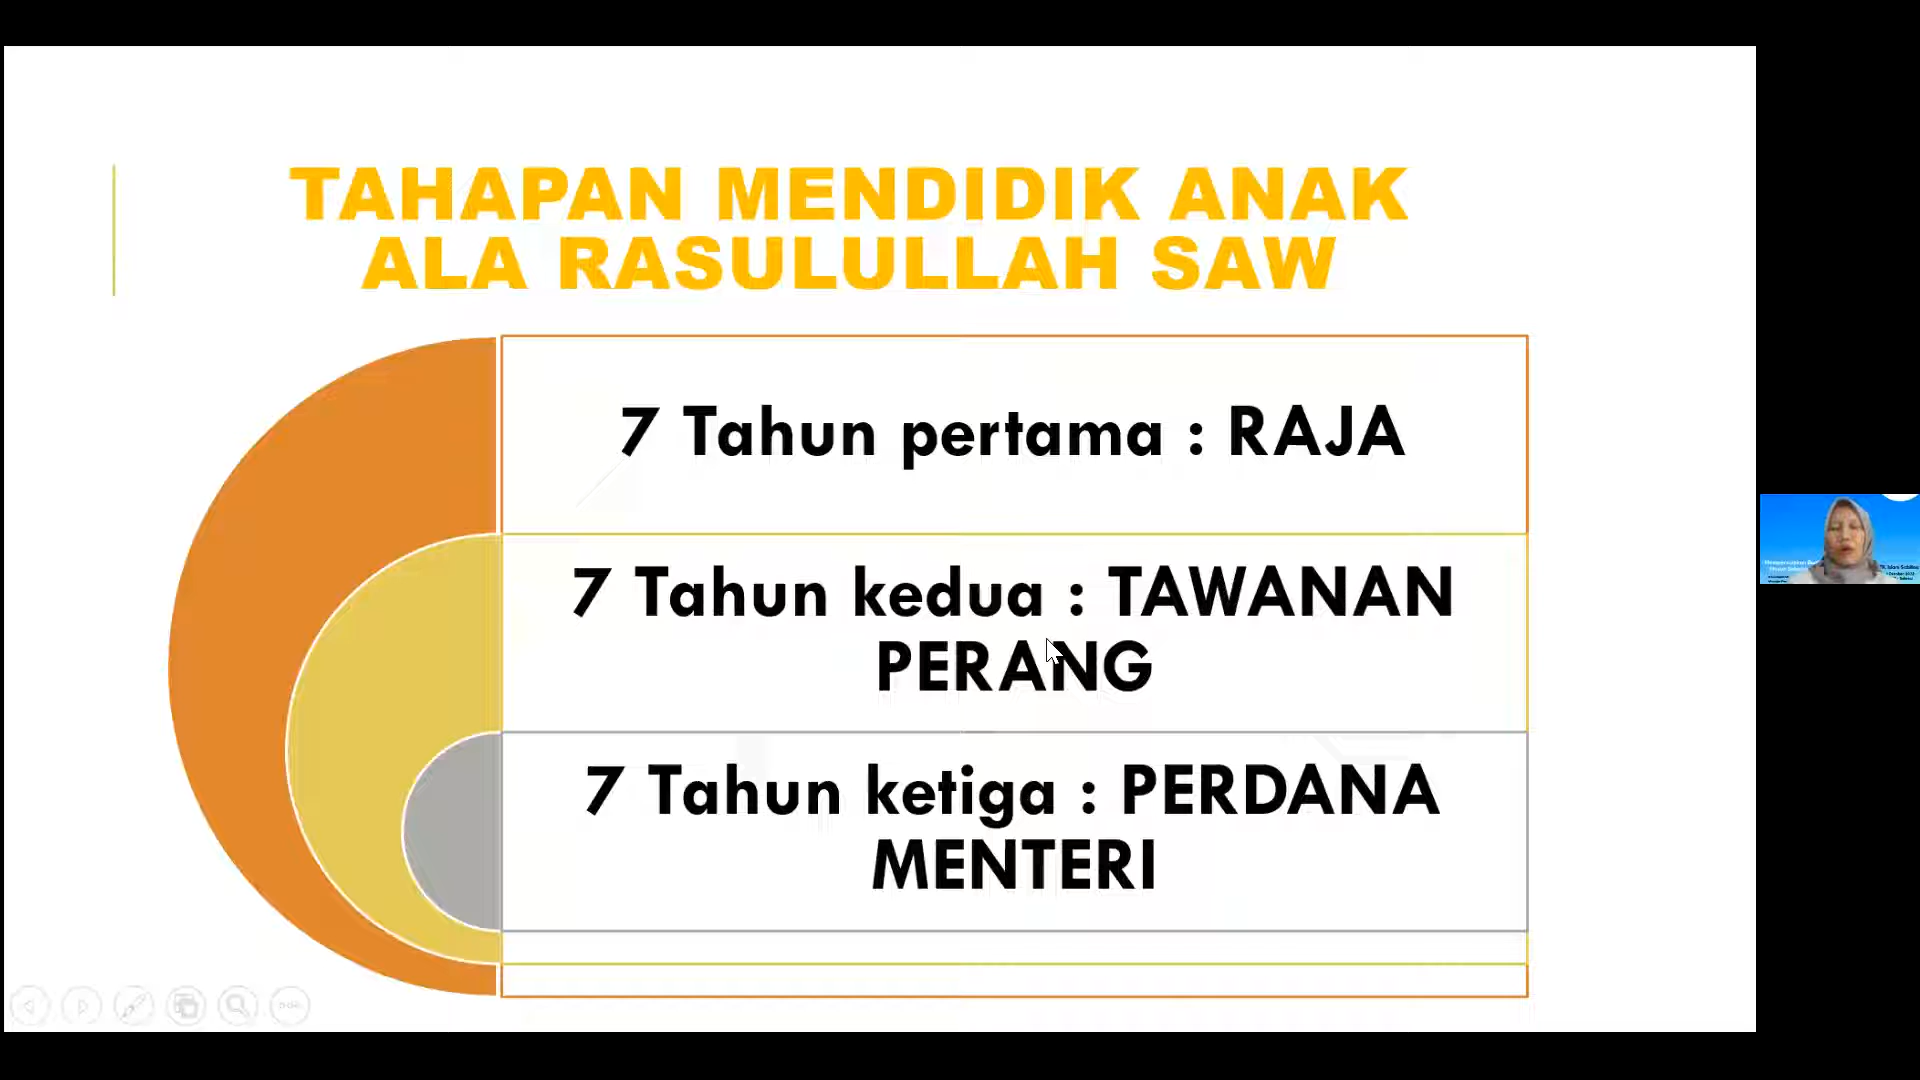 TAHAPAN MENDIDIK ANAK
ALA RASULULLAH SAW
7 Tahun pertama : RAJA
7 Tahun kedua : TAWANAN
PERANG
7 Tahun ketiga : PERDANA
MENTERI